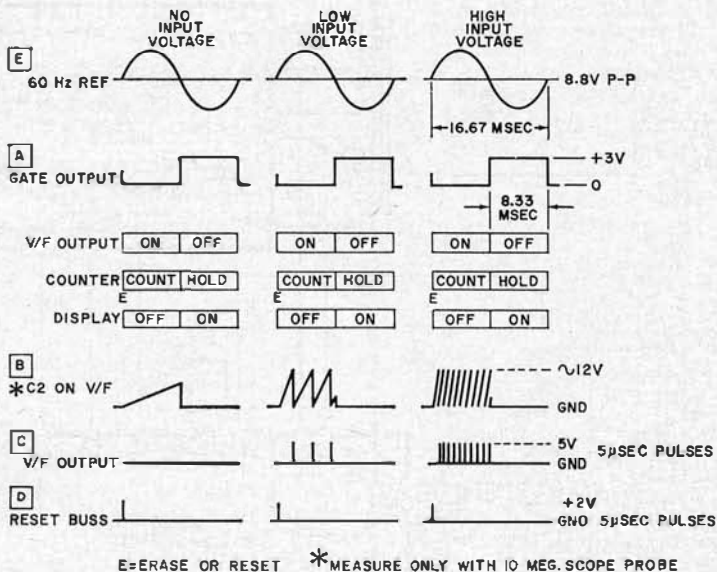 NO INPUT VOLTAGE
LOW INPUT VOLTAGE
HIGH INPUT VOLTAGE
E
60 Hz REF
8.8V P-P
16.67 MSEC
A
GATE OUTPUT
+3V
0
8.33 MSEC
V/F OUTPUT ON OFF ON OFF ON OFF
COUNTER COUNT HOLD COUNT HOLD COUNT HOLD
E E E
DISPLAY OFF ON OFF ON OFF ON
B
*C2 ON V/F
~12V
GND
C
V/F OUTPUT
5V
GND
5µSEC PULSES
D
RESET BUSS
+2V
GND 5µSEC PULSES
E=ERASE OR RESET *MEASURE ONLY WITH 10 MEG. SCOPE PROBE